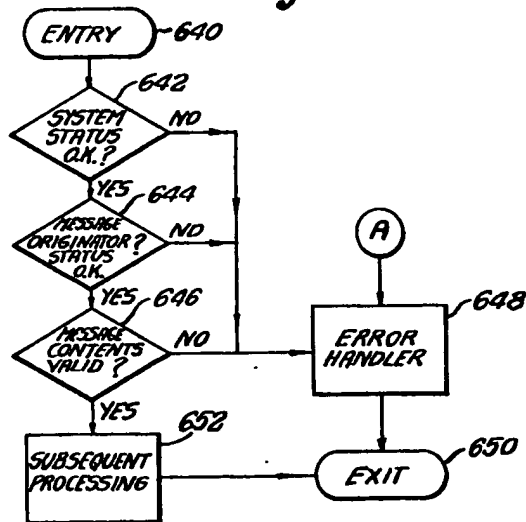 ENTRY
640
642
SYSTEM
STATUS
O.K.?
NO
YES
644
MESSAGE
ORIGINATOR?
STATUS
O.K.
NO
YES
646
MESSAGE
CONTENTS
VALID?
NO
YES
A
648
ERROR
HANDLER
652
SUBSEQUENT
PROCESSING
650
EXIT